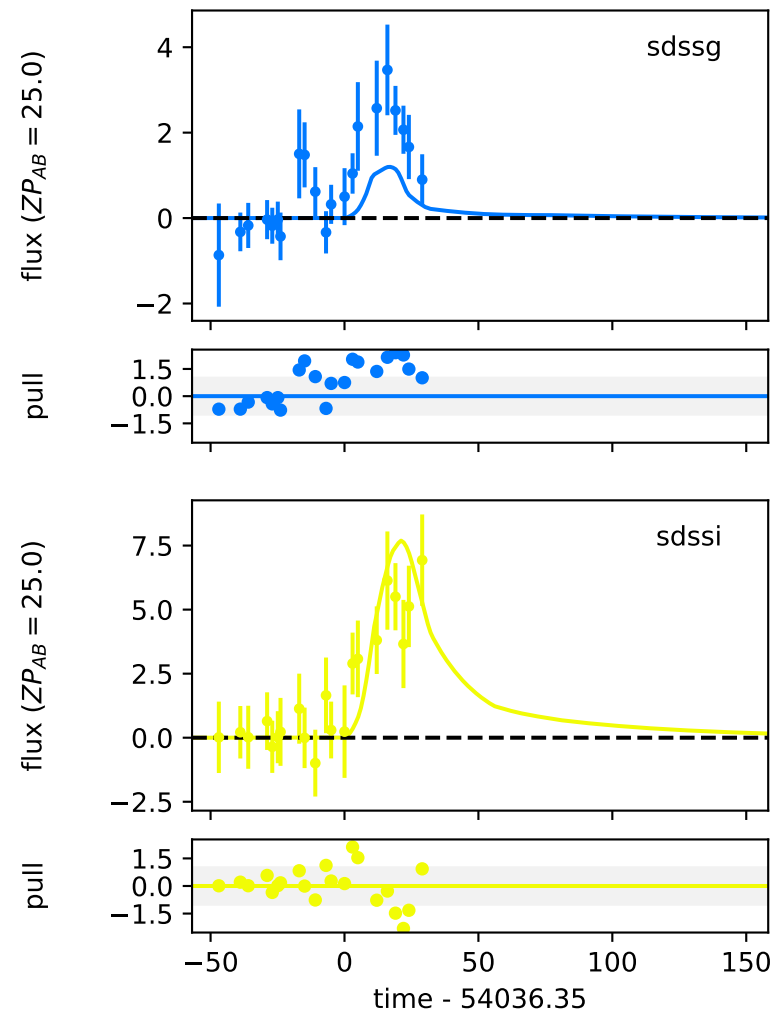 sdssg
flux (ZP_AB = 25.0)
4
2
0
−2
pull
1.5
0.0
−1.5
sdssi
flux (ZP_AB = 25.0)
7.5
5.0
2.5
0.0
−2.5
pull
1.5
0.0
−1.5
−50 0 50 100 150
time - 54036.35